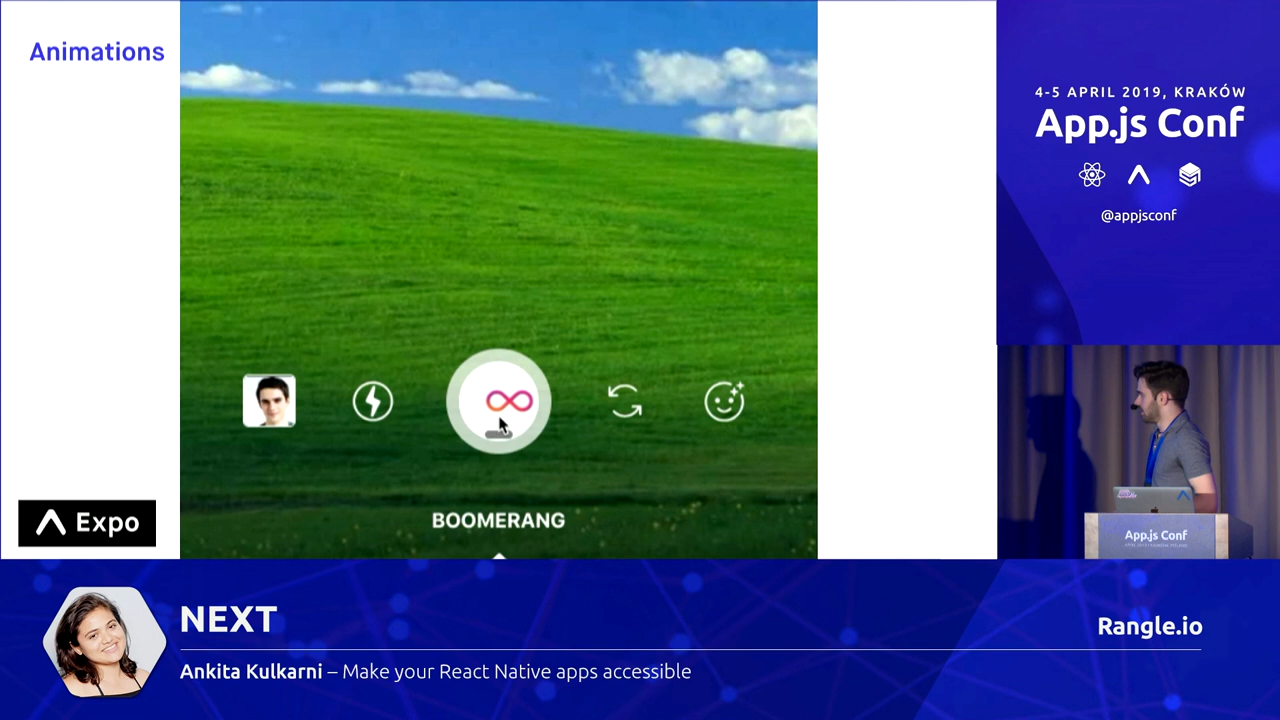 Animations
BOOMERANG
Expo
4-5 APRIL 2019, KRAKÓW
App.js Conf
@appjsconf
App.js Conf
NEXT
Ankita Kulkarni – Make your React Native apps accessible
Rangle.io